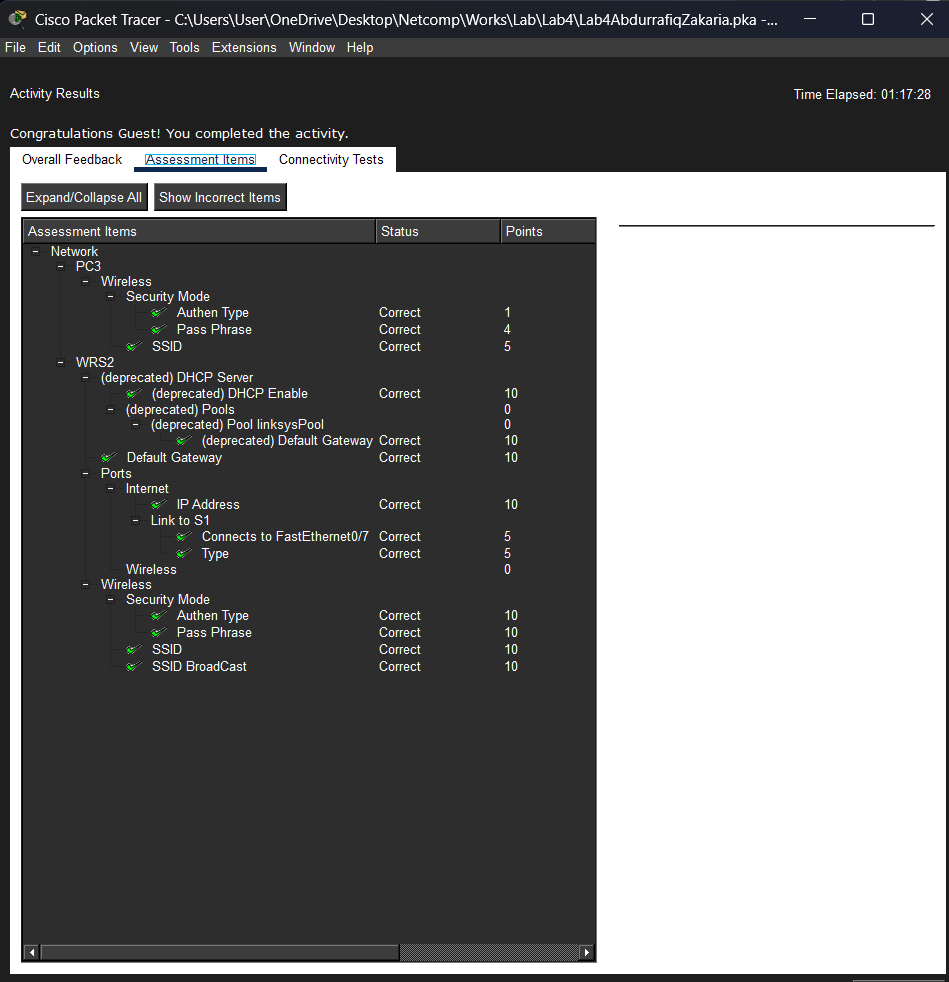 Cisco Packet Tracer - C:\Users\User\OneDrive\Desktop\Netcomp\Works\Lab\Lab4\Lab4AbdurrafiqZakaria.pka -...
File Edit Options View Tools Extensions Window Help
Activity Results
Time Elapsed: 01:17:28
Congratulations Guest! You completed the activity.
Overall Feedback Assessment Items Connectivity Tests
Expand/Collapse All Show Incorrect Items
Assessment Items Status Points
Network
PC3
Wireless
Security Mode
Authen Type Correct 1
Pass Phrase Correct 4
SSID Correct 5
WRS2
(deprecated) DHCP Server
(deprecated) DHCP Enable Correct 10
(deprecated) Pools 0
(deprecated) Pool linksysPool 0
(deprecated) Default Gateway Correct 10
Default Gateway Correct 10
Ports
Internet
IP Address Correct 10
Link to S1
Connects to FastEthernet0/7 Correct 5
Type Correct 5
Wireless 0
Wireless
Security Mode
Authen Type Correct 10
Pass Phrase Correct 10
SSID Correct 10
SSID BroadCast Correct 10